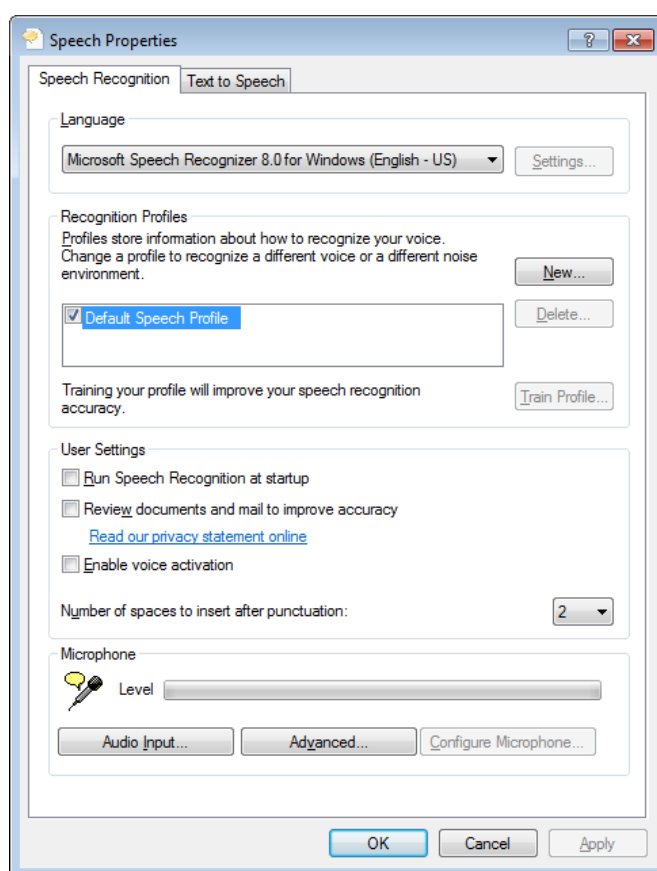 Speech Properties
Speech Recognition
Text to Speech
Language
Microsoft Speech Recognizer 8.0 for Windows (English - US)
Settings...
Recognition Profiles
Profiles store information about how to recognize your voice.
Change a profile to recognize a different voice or a different noise
environment.
New...
Default Speech Profile
Delete...
Training your profile will improve your speech recognition
accuracy.
Train Profile...
User Settings
Run Speech Recognition at startup
Review documents and mail to improve accuracy
Read our privacy statement online
Enable voice activation
Number of spaces to insert after punctuation:
2
Microphone
Level
Audio Input...
Advanced...
Configure Microphone...
OK
Cancel
Apply